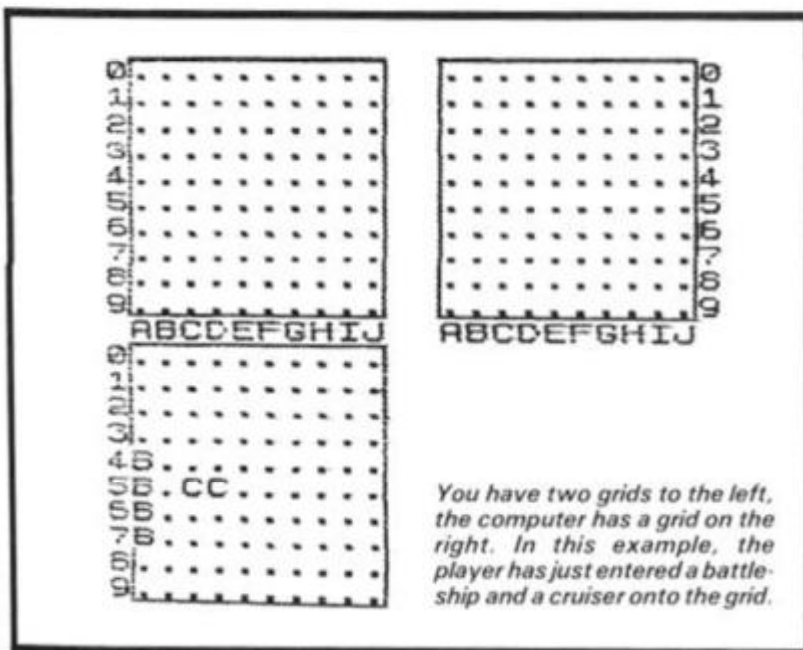 0
1
2
3
4
5
6
7
8
9
ABCDEFGHIJ
0
1
2
3
4
5
6
7
8
9
ABCDEFGHIJ
0
1
2
3
4B
5B CC
6B
7B
8
9
You have two grids to the left,
the computer has a grid on the
right. In this example, the
player has just entered a battle-
ship and a cruiser onto the grid.